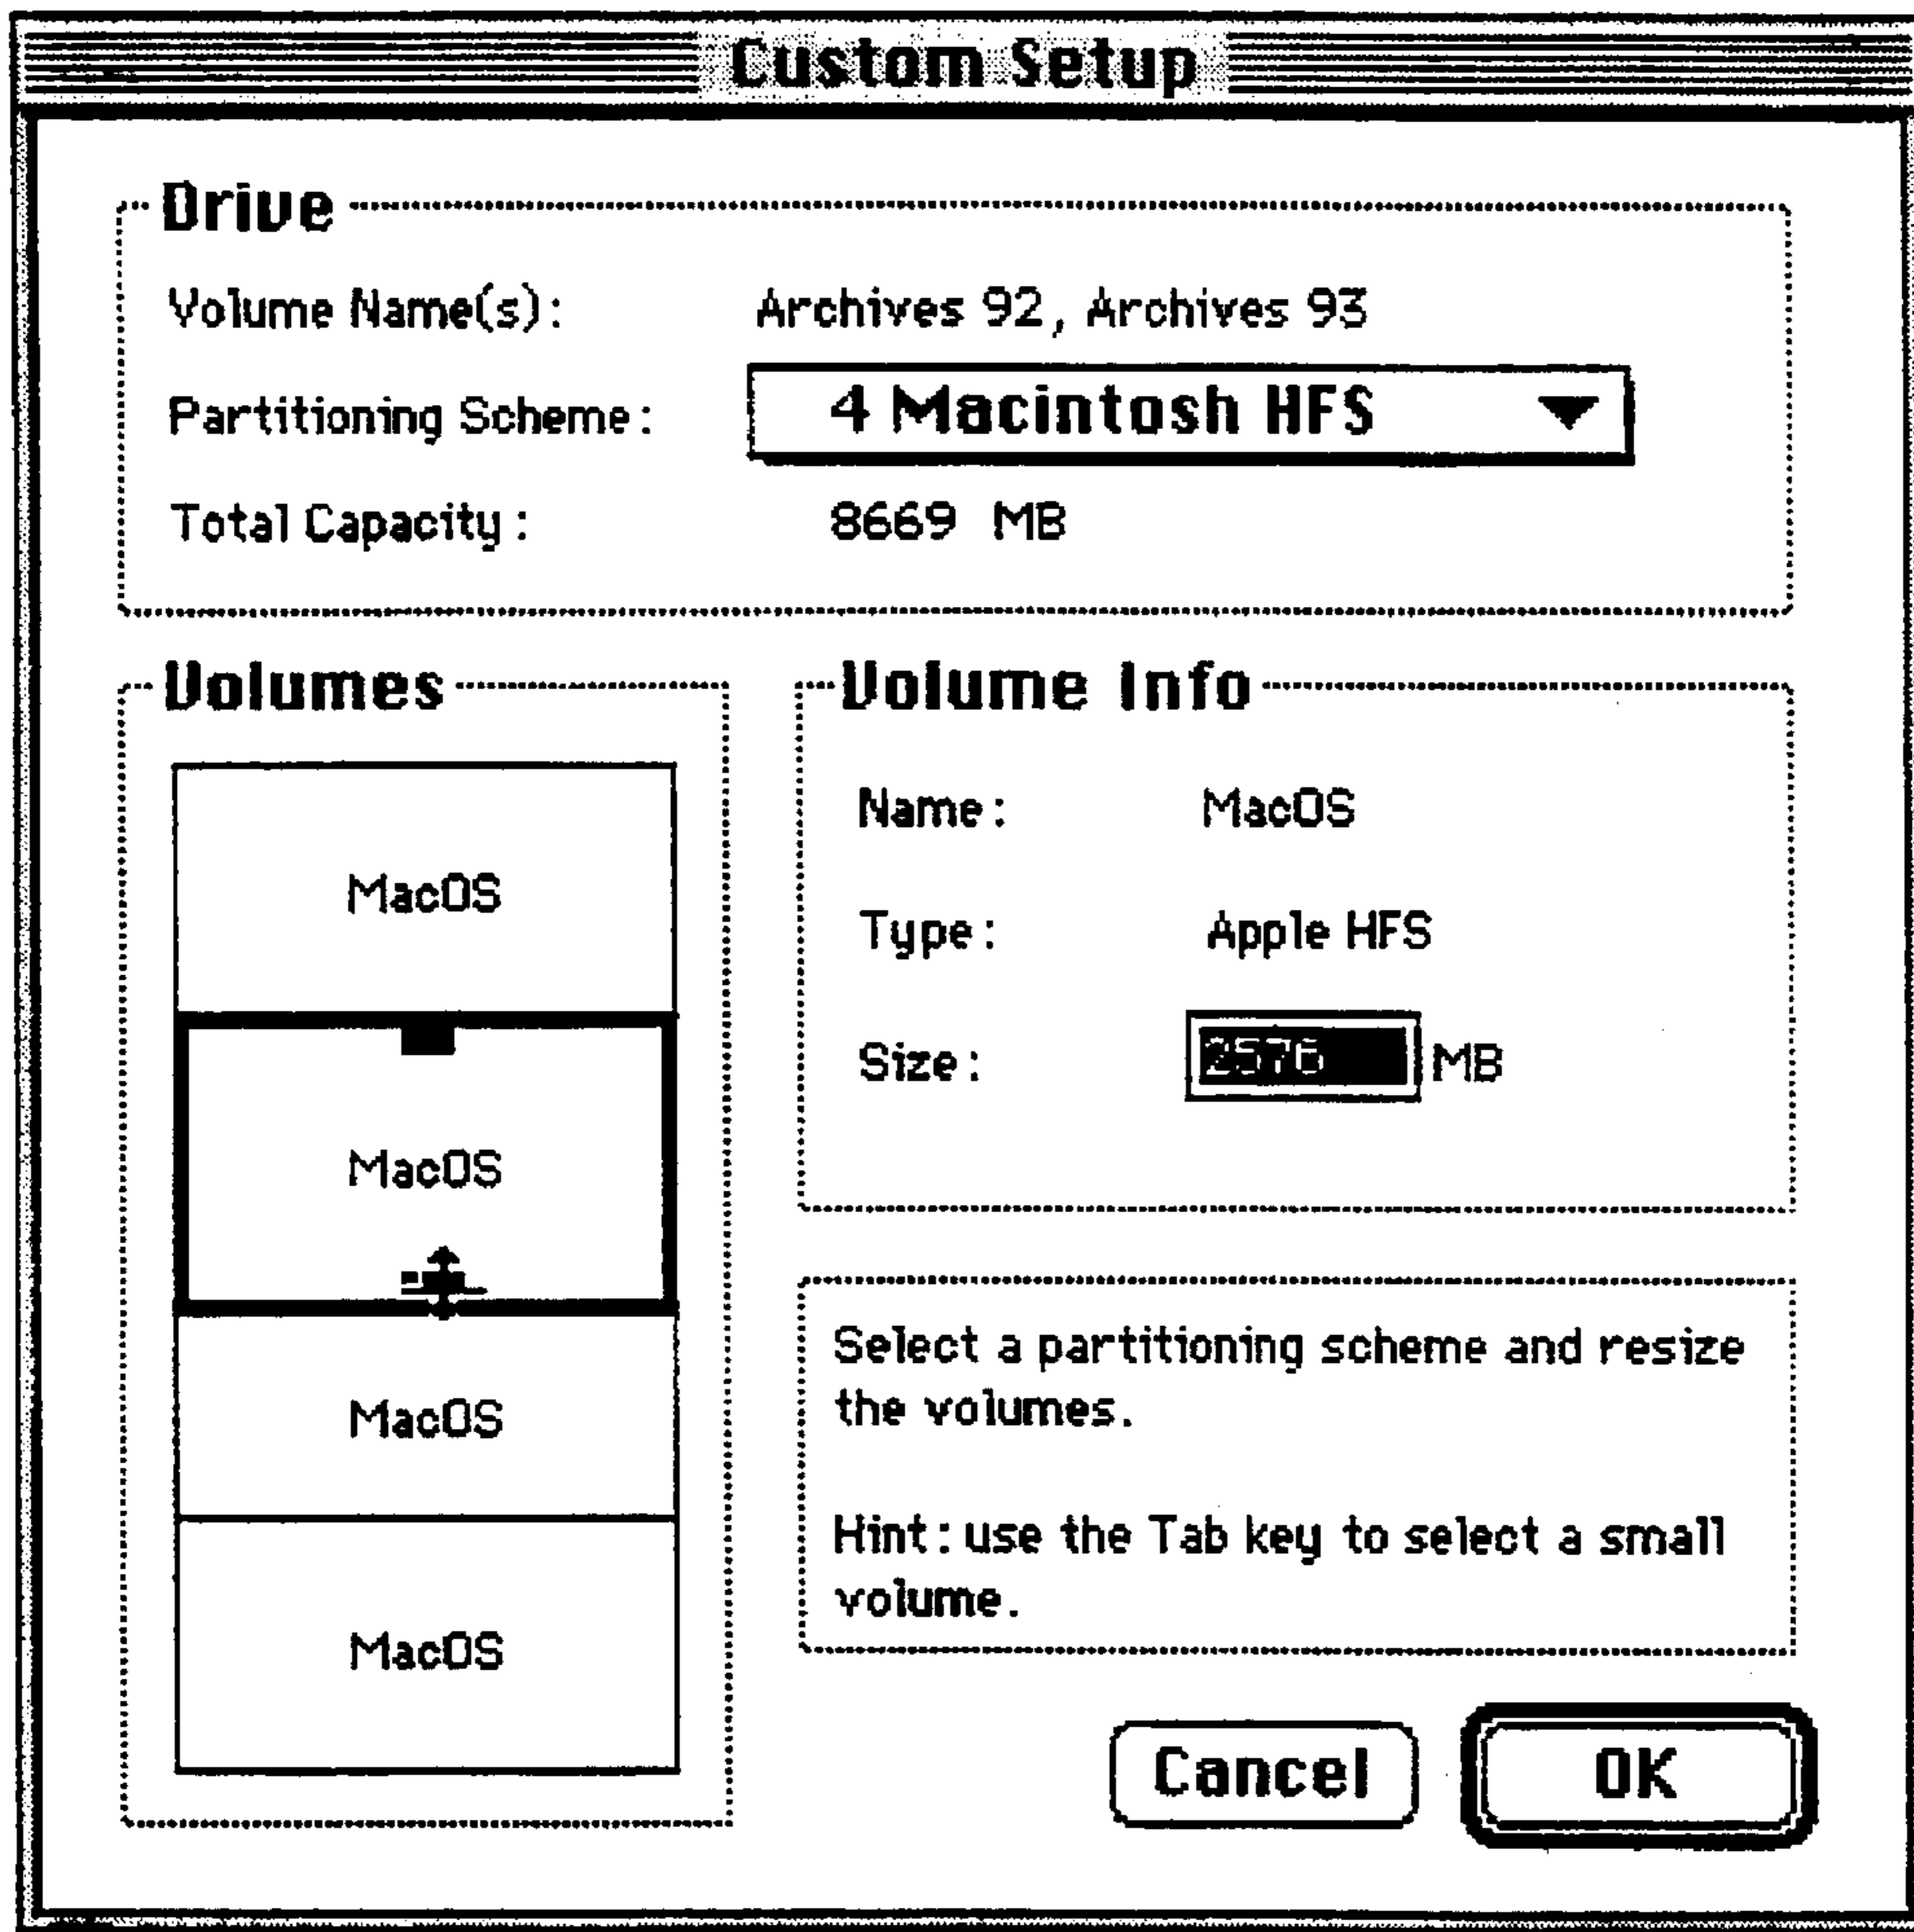 Custom Setup
Drive
Volume Name(s): Archives 92, Archives 93
Partitioning Scheme: 4 Macintosh HFS
Total Capacity: 8669 MB
Volumes
MacOS
MacOS
MacOS
MacOS
Volume Info
Name: MacOS
Type: Apple HFS
Size: 2576 MB
Select a partitioning scheme and resize
the volumes.
Hint: use the Tab key to select a small
volume.
Cancel
OK